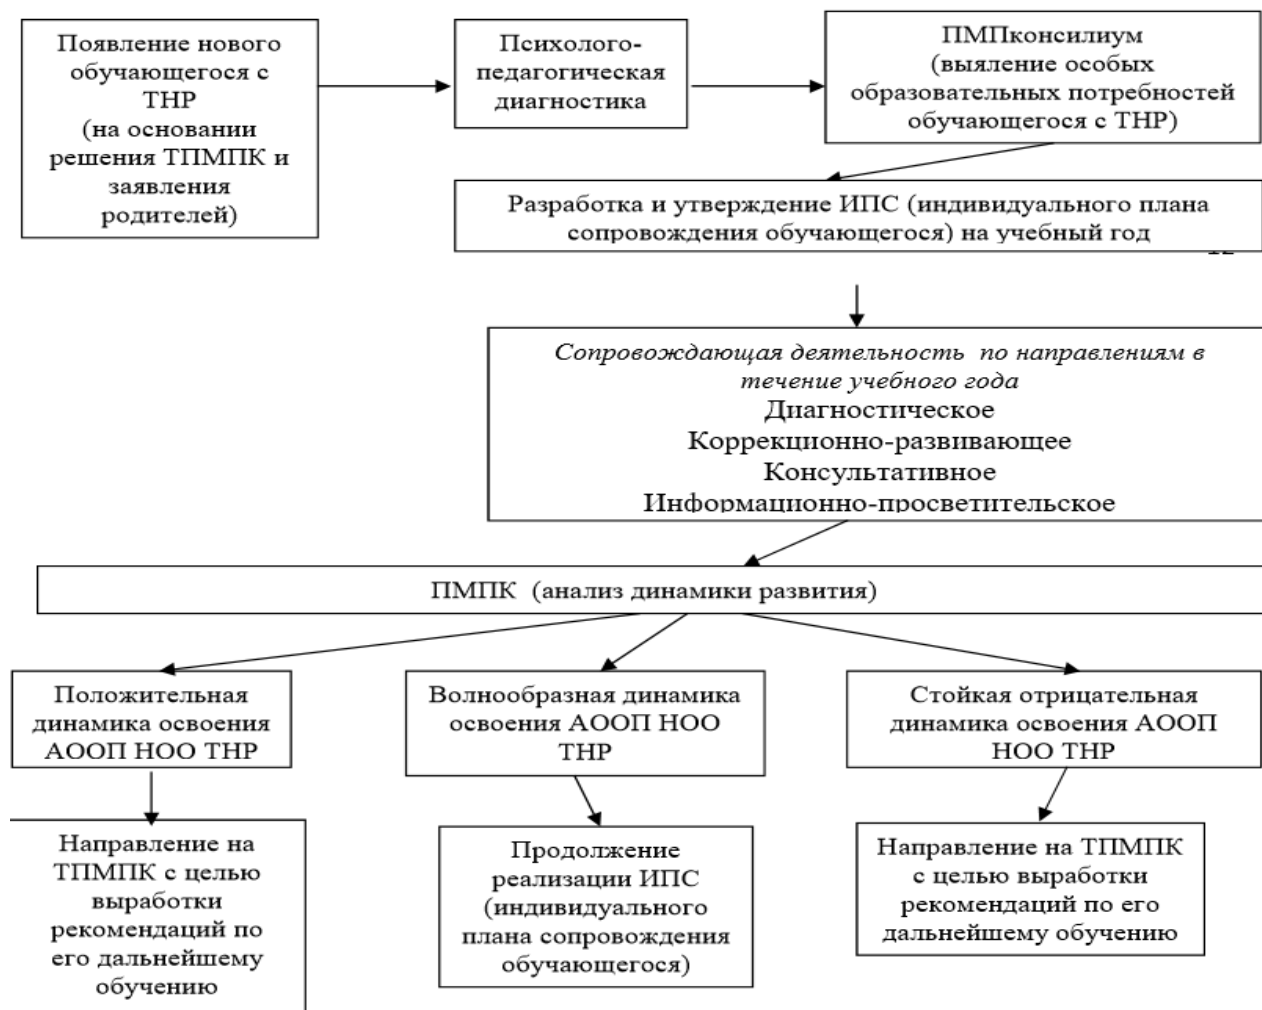 Появление нового
обучающегося с
ТНР
(на основании
решения ТПМПК и
заявления
родителей)
Психолого-
педагогическая
диагностика
ПМПконсилиум
(выяление особых
образовательных потребностей
обучающегося с ТНР)
Разработка и утверждение ИПС (индивидуального плана
сопровождения обучающегося) на учебный год
Сопровождающая деятельность по направлениям в
течение учебного года
Диагностическое
Коррекционно-развивающее
Консультативное
Информационно-просветительское
ПМПК (анализ динамики развития)
Положительная
динамика освоения
АООП НОО ТНР
Волнообразная динамика
освоения АООП НОО
ТНР
Стойкая отрицательная
динамика освоения АООП
НОО ТНР
Направление на
ТПМПК с целью
выработки
рекомендаций по
его дальнейшему
обучению
Продолжение
реализации ИПС
(индивидуального
плана сопровождения
обучающегося)
Направление на ТПМПК
с целью выработки
рекомендаций по его
дальнейшему обучению